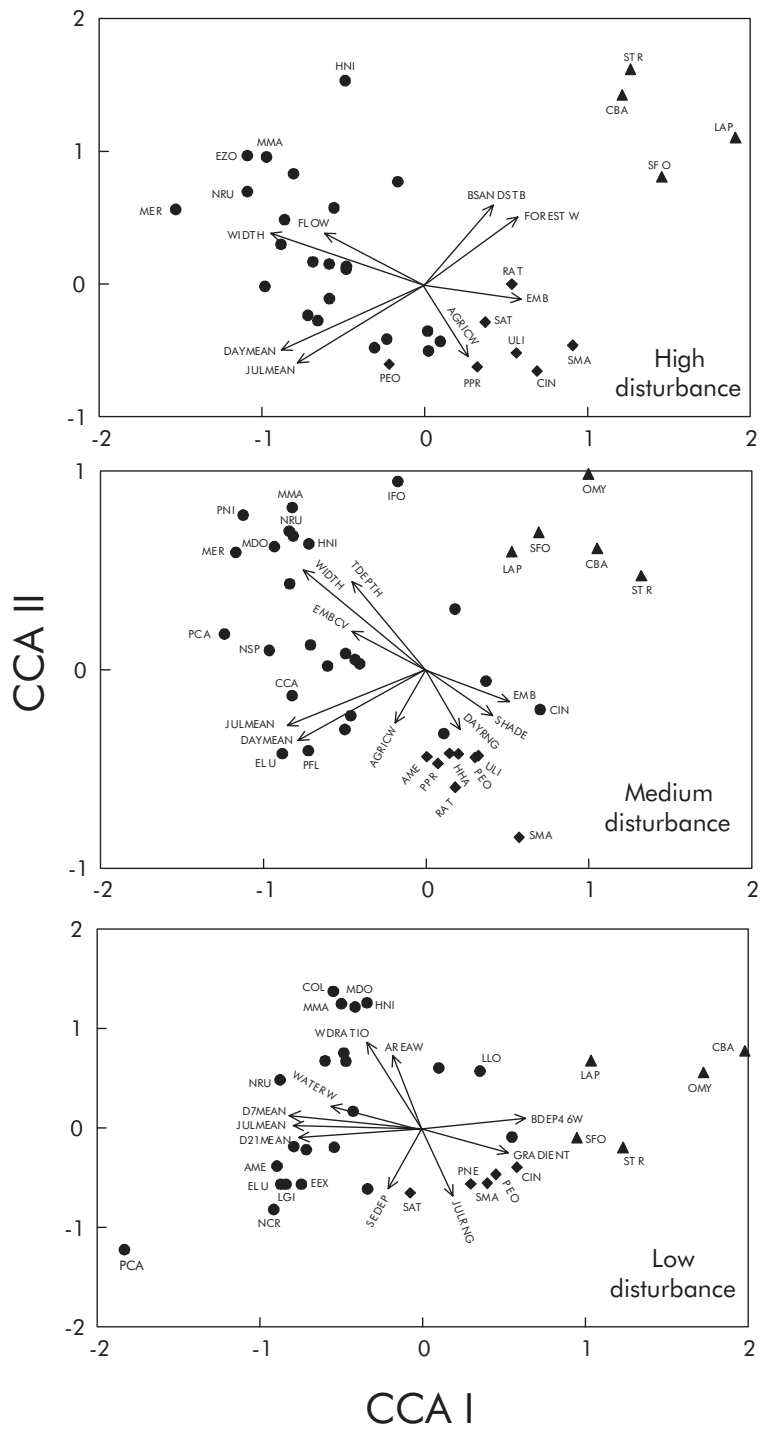 CCA II
2
1
0
-1
-2
-1
0
1
2
HNI
STR
CBA
LAP
SFO
MMA
EZO
NRU
MER
BSANDSTB
FOREST W
FLOW
WIDTH
RAT
EMB
AGRICW
SAT
ULI
SMA
DAYMEAN
JULMEAN
PEO
PPR
CIN
High
disturbance
1
0
-1
-2
-1
0
1
2
OMY
IFO
MMA
PNI
NRU
MDO
HNI
MER
SFO
LAP
CBA
STR
WIDTH
TDEPTH
EMBCV
PCA
NSP
CCA
EMB
SHADE
CIN
JULMEAN
DAYMEAN
AGRICW
DAYRNG
ELU
PFL
AME
PPR
HHA
PEO
ULI
RAT
SMA
Medium
disturbance
2
1
0
-1
-2
-2
-1
0
1
2
COL
MDO
MMA
HNI
WDRATIO
AREAW
CBA
LLO
LAP
OMY
NRU
WATERW
D7MEAN
JULMEAN
D21MEAN
BDEP46W
SFO
STR
GRADIENT
AME
ELU
LGI
EEX
NCR
PNE
SMA
PEO
CIN
SEDEP
SAT
JULRNG
PCA
Low
disturbance
CCA I